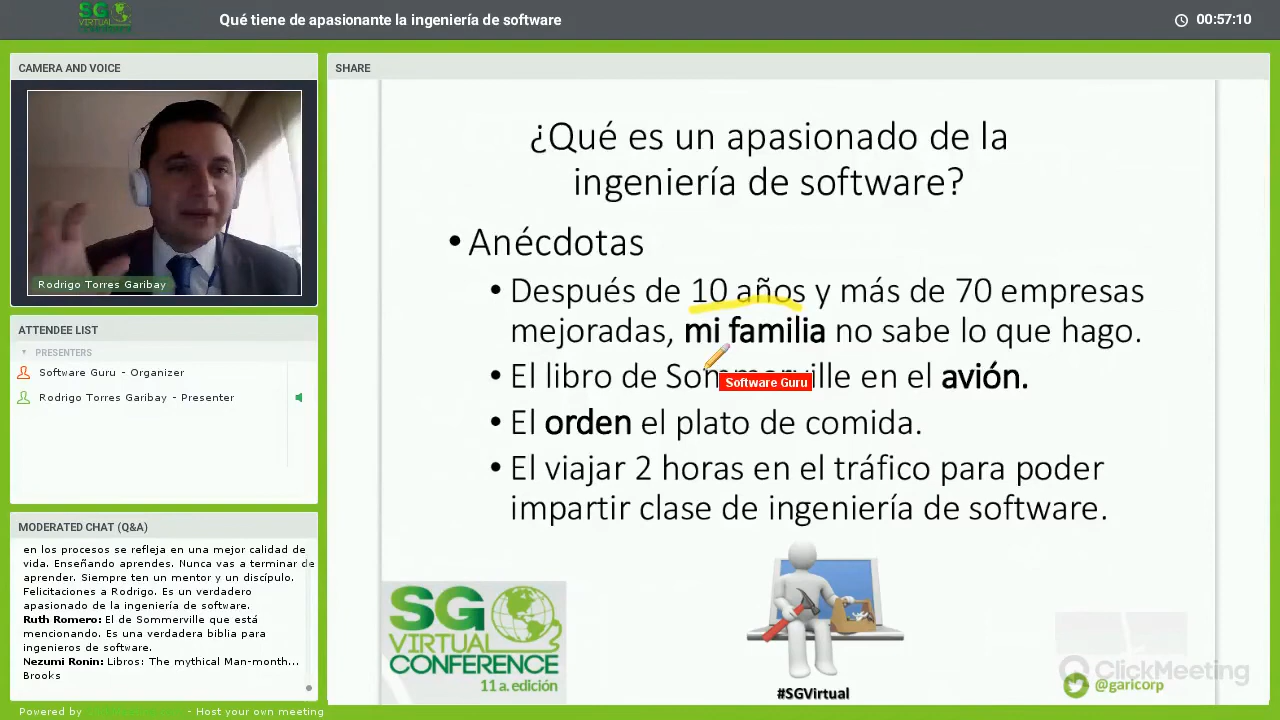 SG
VIRTUAL
CONFERENCE
Qué tiene de apasionante la ingeniería de software
00:57:10
CAMERA AND VOICE
Rodrigo Torres Garibay
ATTENDEE LIST
PRESENTERS
Software Guru - Organizer
Rodrigo Torres Garibay - Presenter
MODERATED CHAT (Q&A)
en los procesos se refleja en una mejor calidad de
vida. Enseñando aprendes. Nunca vas a terminar de
aprender. Siempre ten un mentor y un discípulo.
Felicitaciones a Rodrigo. Es un verdadero
apasionado de la ingeniería de software.
Ruth Romero: El de Sommerville que está
mencionando. Es una verdadera biblia para
ingenieros de software.
Nezumi Ronin: Libros: The mythical Man-month...
Brooks
Powered by
- Host your own meeting
SHARE
¿Qué es un apasionado de la
ingeniería de software?
• Anécdotas
• Después de 10 años y más de 70 empresas
mejoradas, mi familia no sabe lo que hago.
• El libro de Sommerville en el avión.
Software Guru
• El orden el plato de comida.
• El viajar 2 horas en el tráfico para poder
impartir clase de ingeniería de software.
SG
VIRTUAL
CONFERENCE
11a. edición
#SGVirtual
ClickMeeting
@garicorp